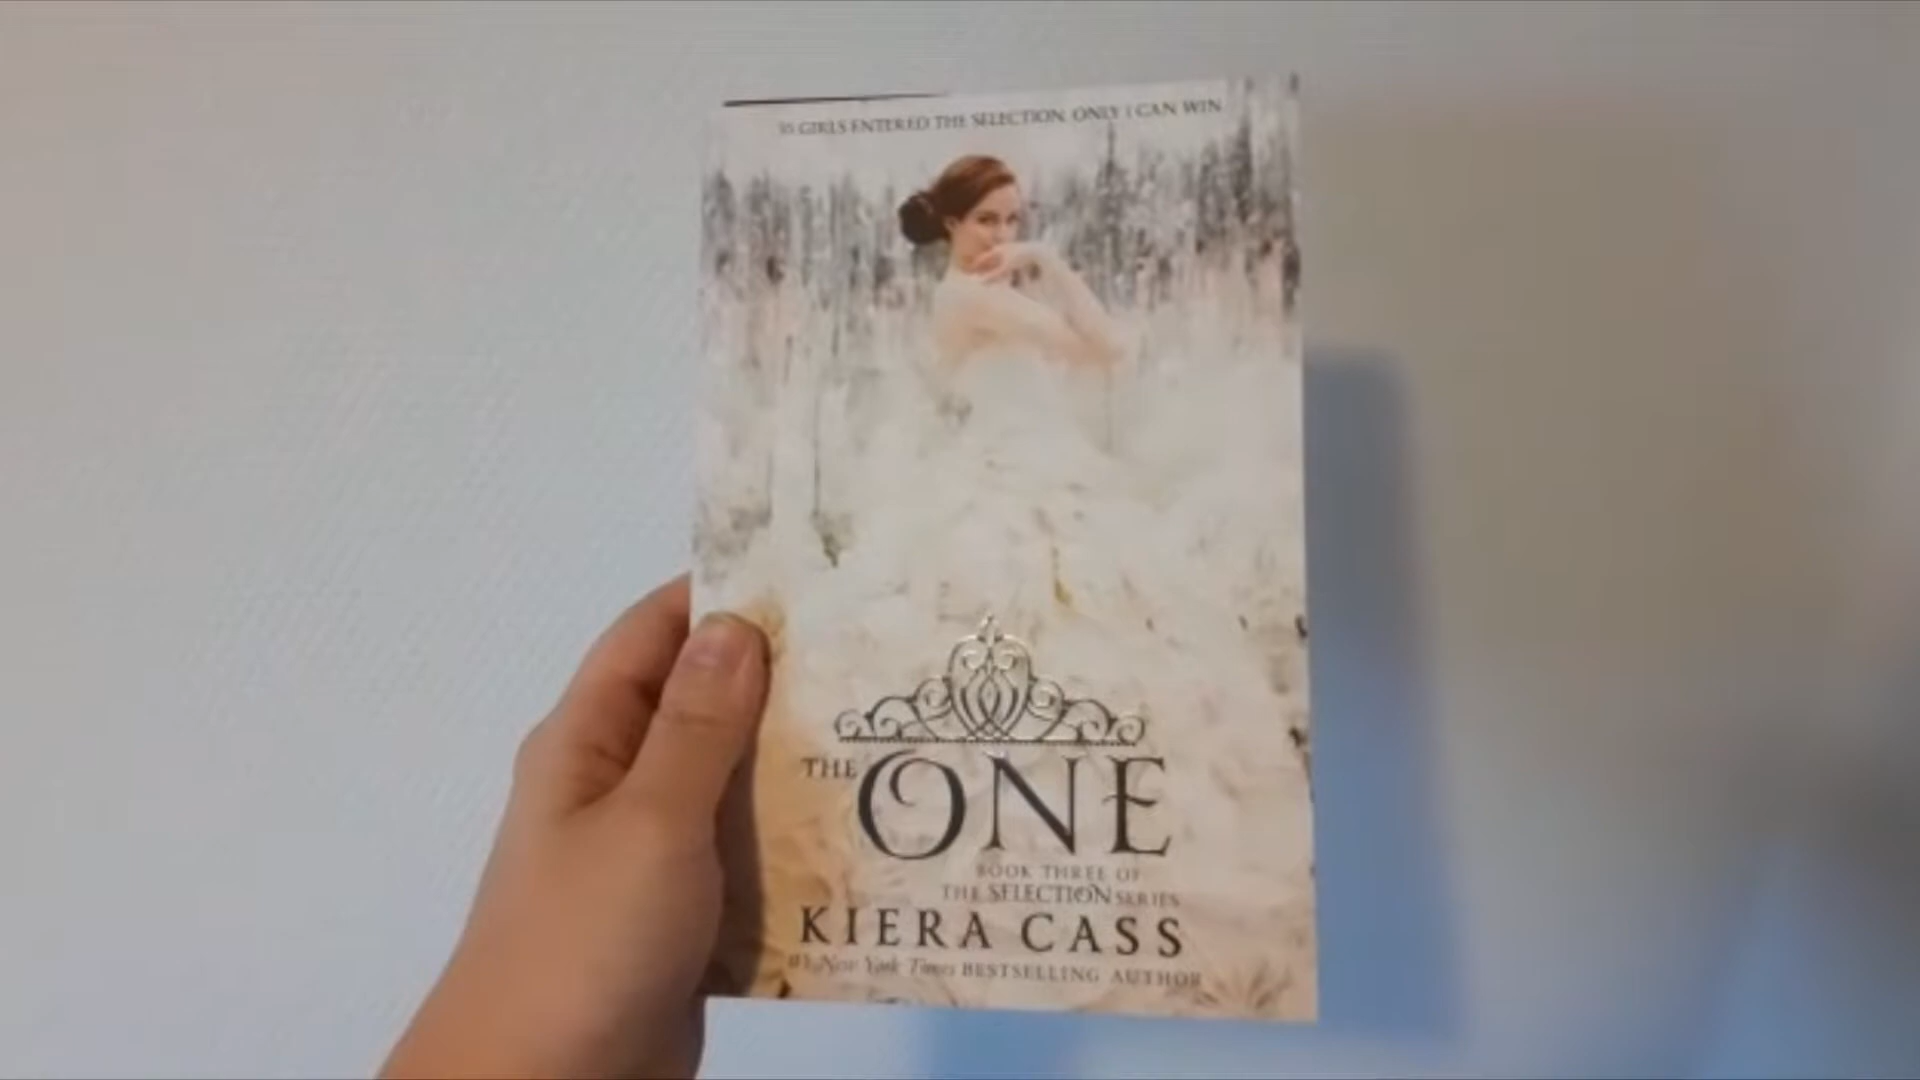 35 GIRLS ENTERED THE SELECTION. ONLY I CAN WIN
THE ONE
BOOK THREE OF
THE SELECTION SERIES
KIERA CASS
#1 New York Times BESTSELLING AUTHOR